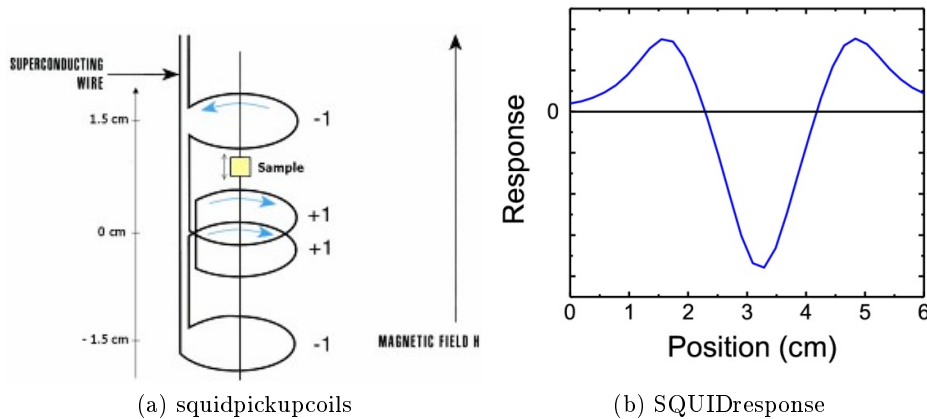 SUPERCONDUCTING
WIRE
1.5 cm
-1
Sample
+1
0 cm
+1
- 1.5 cm
-1
MAGNETIC FIELD H
(a) squidpickupcoils
Response
0
0 1 2 3 4 5 6
Position (cm)
(b) SQUIDresponse